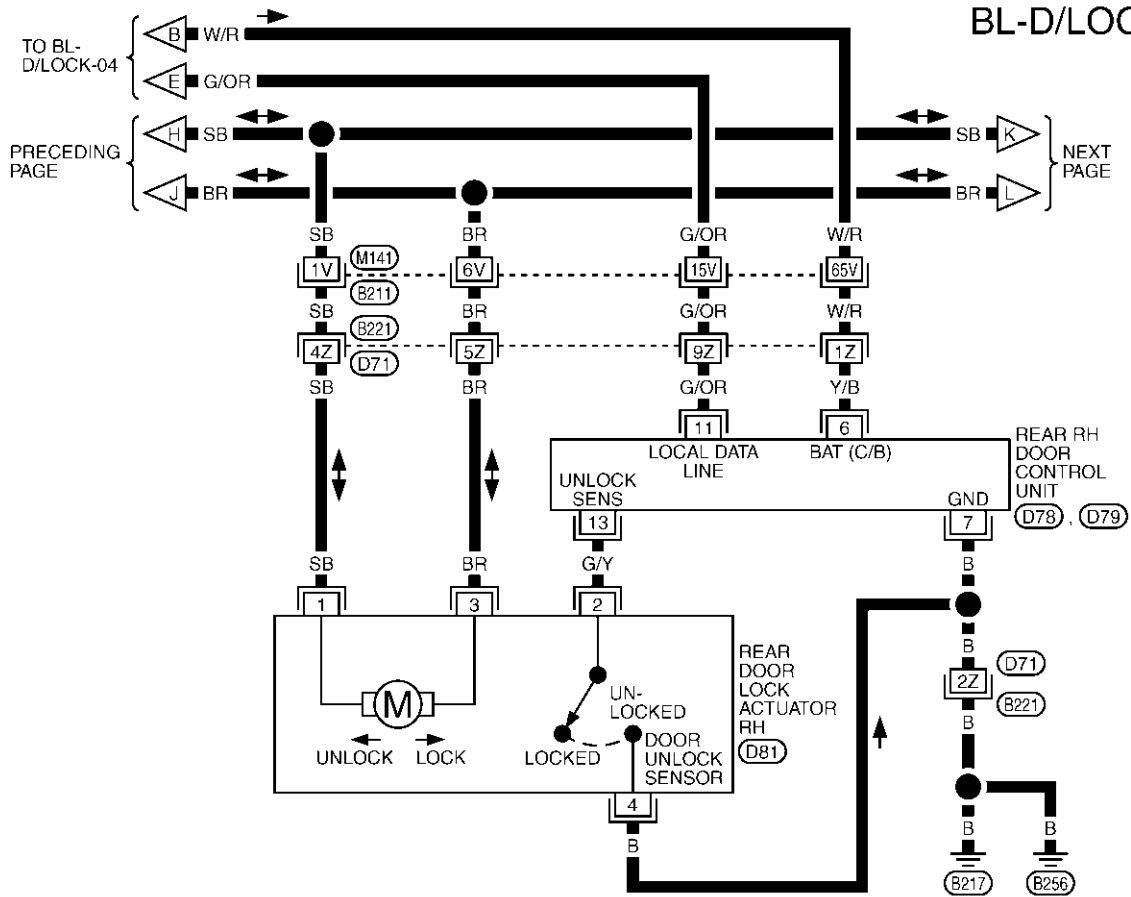 BL-D/LOC
TO BL-
D/LOCK-04
B W/R
E G/OR
PRECEDING
PAGE
H SB
SB K
J BR
BR L
NEXT
PAGE
SB BR G/OR W/R
1V M141 6V 15V 65V
B211
SB BR G/OR W/R
B221
4Z 5Z 9Z 1Z
D71
SB BR G/OR Y/B
11 6
LOCAL DATA
LINE
BAT (C/B)
UNLOCK
SENS
GND
REAR RH
DOOR
CONTROL
UNIT
D78 , D79
13 7
SB BR G/Y B
1 3 2
M
UNLOCK LOCK
UN-
LOCKED
LOCKED
DOOR
UNLOCK
SENSOR
REAR
DOOR
LOCK
ACTUATOR
RH
D81
4
B
B
D71
2Z
B221
B
B B
B217 B256